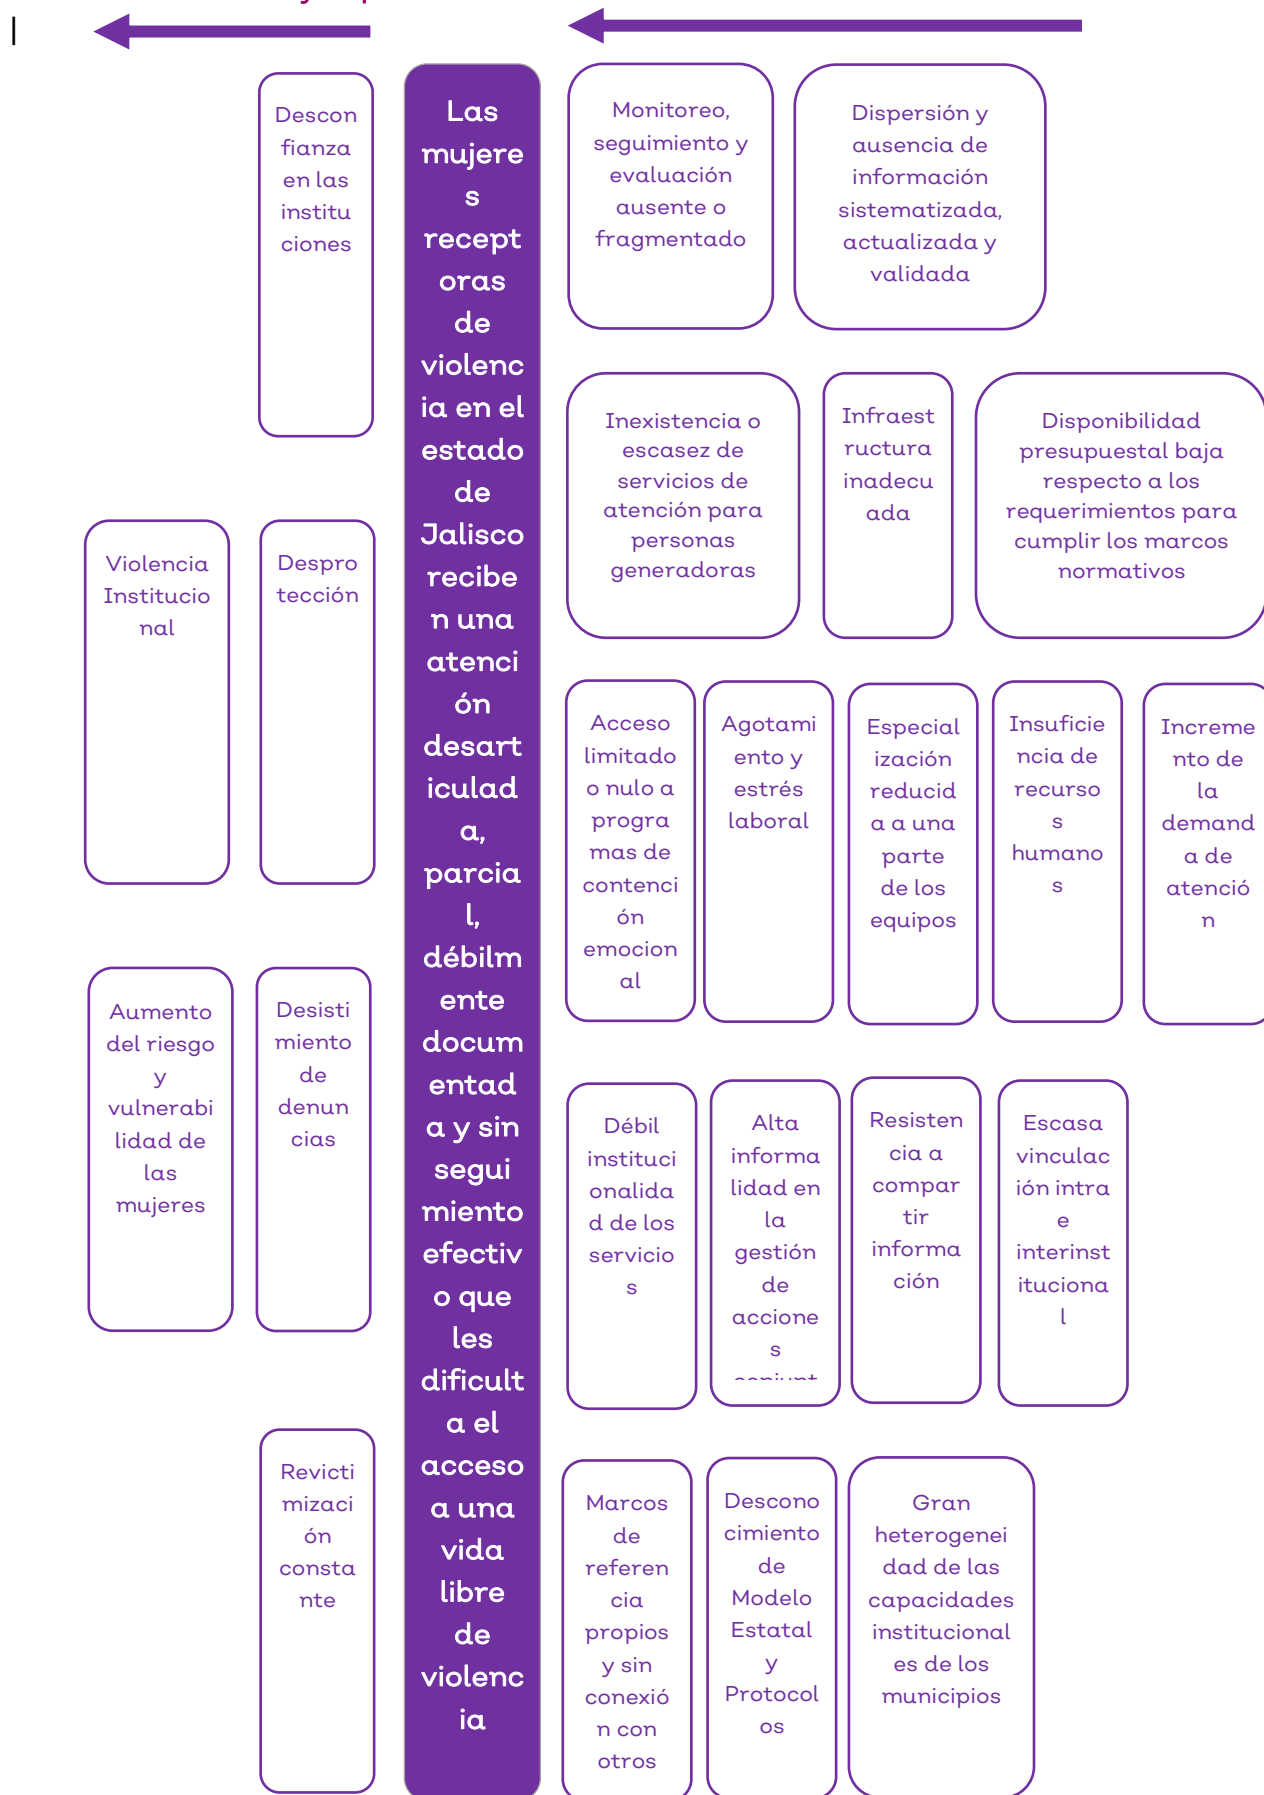 Descon
fianza
en las
institu
ciones
Violencia
Institucio
nal
Despro
tección
Aumento
del riesgo
y
vulnerabi
lidad de
las
mujeres
Desisti
miento
de
denun
cias
Revicti
mizaci
ón
consta
nte
Las
mujere
s
recept
oras
de
violenc
ia en el
estado
de
Jalisco
recibe
n una
atenci
ón
desart
iculad
a,
parcia
l,
débilm
ente
docum
entad
a y sin
segui
miento
efectiv
o que
les
dificult
a el
acceso
a una
vida
libre
de
violenc
ia
Monitoreo,
seguimiento y
evaluación
ausente o
fragmentado
Dispersión y
ausencia de
información
sistematizada,
actualizada y
validada
Inexistencia o
escasez de
servicios de
atención para
personas
generadoras
Infraest
ructura
inadecu
ada
Disponibilidad
presupuestal baja
respecto a los
requerimientos para
cumplir los marcos
normativos
Acceso
limitado
o nulo a
progra
mas de
contenci
ón
emocion
al
Agotami
ento y
estrés
laboral
Especial
ización
reducid
a a una
parte
de los
equipos
Insuficie
ncia de
recurso
s
humano
s
Increme
nto de
la
demand
a de
atenció
n
Débil
instituci
onalida
d de los
servicio
s
Alta
informa
lidad en
la
gestión
de
accione
s
Resisten
cia a
compar
tir
informa
ción
Escasa
vinculac
ión intra
e
interinst
ituciona
l
Marcos
de
referen
cia
propios
y sin
conexió
n con
otros
Descono
cimiento
de
Modelo
Estatal
y
Protocol
os
Gran
heterogenei
dad de las
capacidades
institucional
es de los
municipios